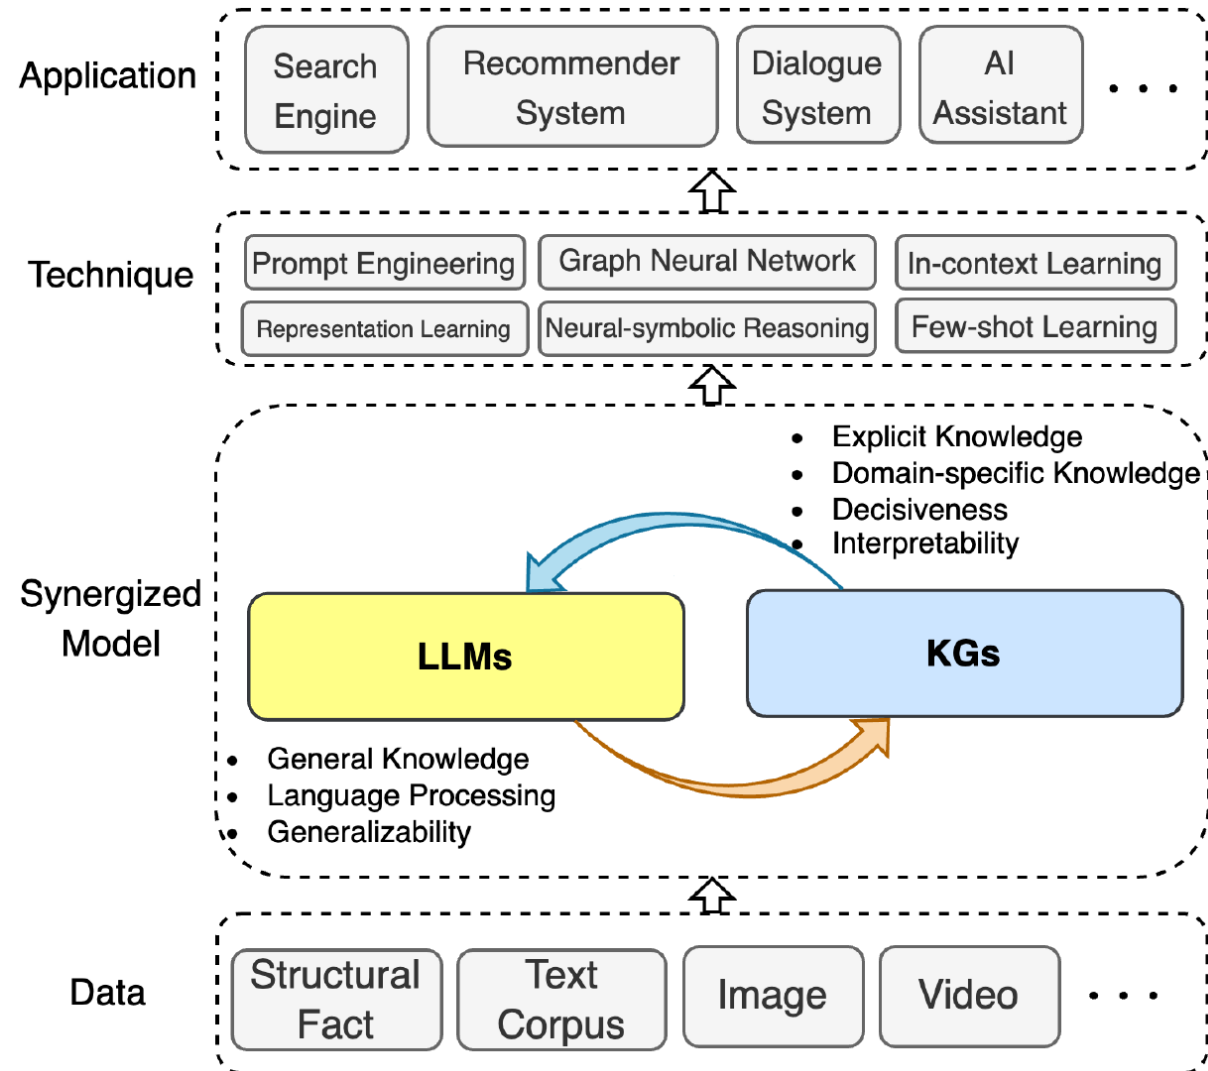 Application
Search
Engine
Recommender
System
Dialogue
System
AI
Assistant
• • •
Technique
Prompt Engineering
Graph Neural Network
In-context Learning
Representation Learning
Neural-symbolic Reasoning
Few-shot Learning
Synergized
Model
• Explicit Knowledge
• Domain-specific Knowledge
• Decisiveness
• Interpretability
LLMs
KGs
• General Knowledge
• Language Processing
• Generalizability
Data
Structural
Fact
Text
Corpus
Image
Video
• • •